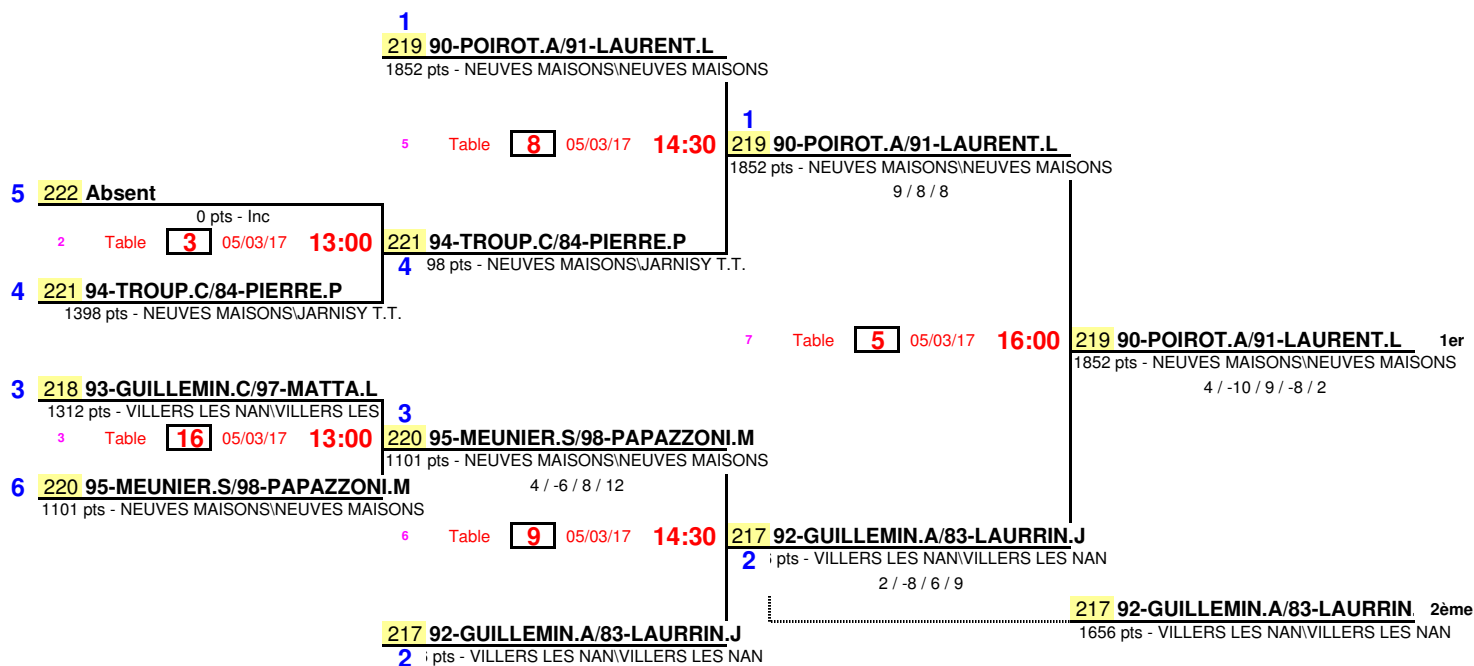 1
219 90-POIROT.A/91-LAURENT.L
1852 pts - NEUVES MAISONS\NEUVES MAISONS
5 Table 8 05/03/17 14:30
1
219 90-POIROT.A/91-LAURENT.L
1852 pts - NEUVES MAISONS\NEUVES MAISONS
9 / 8 / 8
5 222 Absent
0 pts - Inc
2 Table 3 05/03/17 13:00
221 94-TROUP.C/84-PIERRE.P
4 98 pts - NEUVES MAISONS\JARNISY T.T.
4 221 94-TROUP.C/84-PIERRE.P
1398 pts - NEUVES MAISONS\JARNISY T.T.
7 Table 5 05/03/17 16:00
219 90-POIROT.A/91-LAURENT.L 1er
1852 pts - NEUVES MAISONS\NEUVES MAISONS
4 / -10 / 9 / -8 / 2
3 218 93-GUILLEMIN.C/97-MATTA.L
1312 pts - VILLERS LES NAN\VILLERS LES
3 Table 16 05/03/17 13:00
3
220 95-MEUNIER.S/98-PAPAZZONI.M
1101 pts - NEUVES MAISONS\NEUVES MAISONS
4 / -6 / 8 / 12
6 220 95-MEUNIER.S/98-PAPAZZONI.M
1101 pts - NEUVES MAISONS\NEUVES MAISONS
6 Table 9 05/03/17 14:30
217 92-GUILLEMIN.A/83-LAURRIN.J
2 pts - VILLERS LES NAN\VILLERS LES NAN
2 / -8 / 6 / 9
217 92-GUILLEMIN.A/83-LAURRIN 2ème
1656 pts - VILLERS LES NAN\VILLERS LES NAN
217 92-GUILLEMIN.A/83-LAURRIN.J
2 pts - VILLERS LES NAN\VILLERS LES NAN